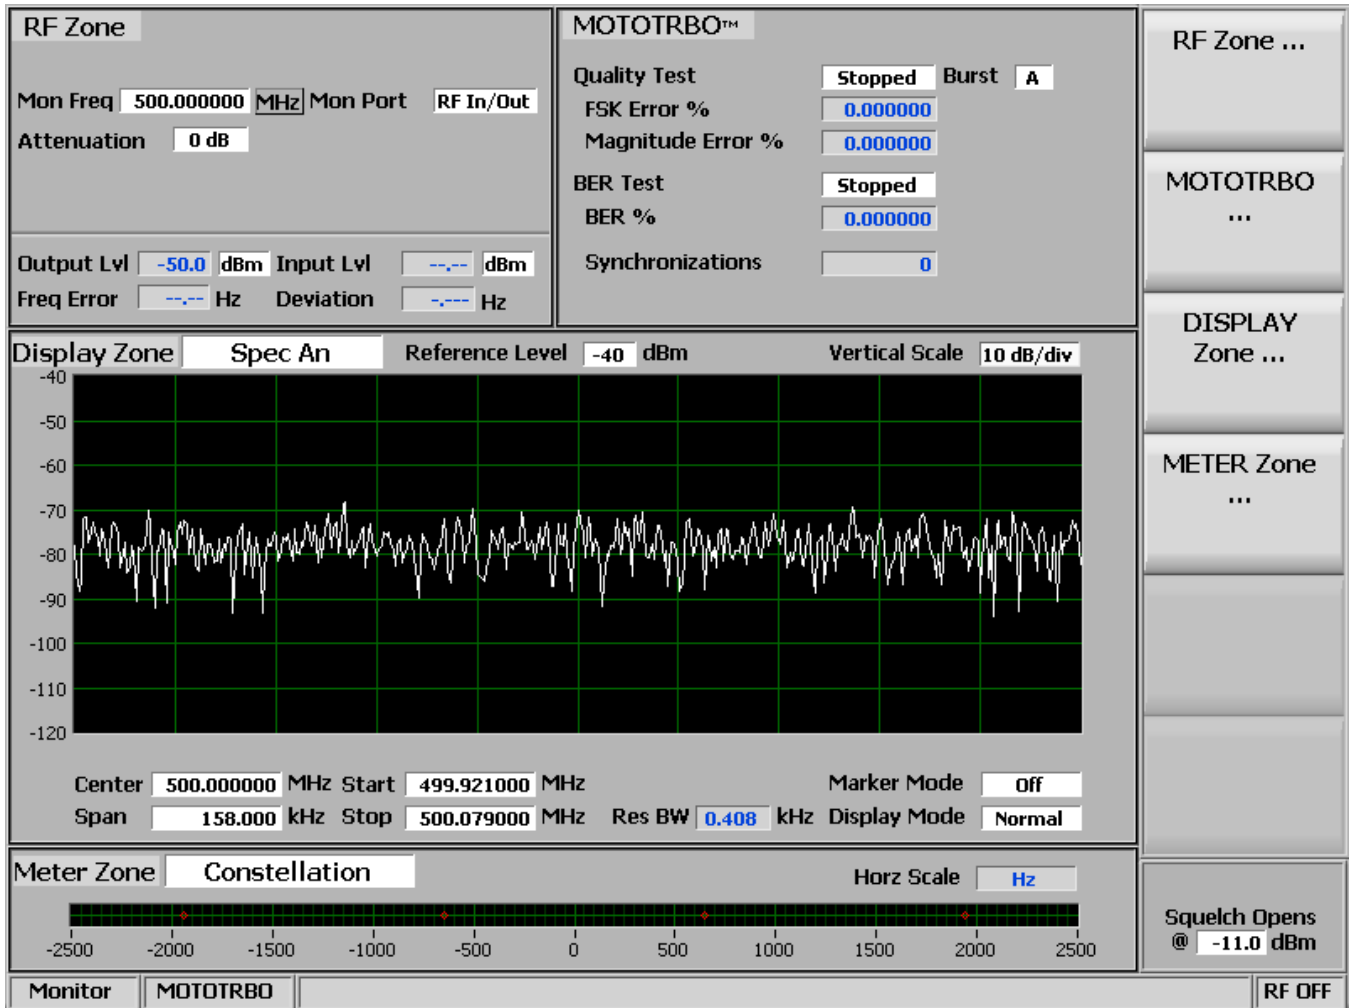 RF Zone
Mon Freq 500.000000 MHz Mon Port RF In/Out
Attenuation 0 dB
Output Lvl -50.0 dBm Input Lvl --.-- dBm
Freq Error --.-- Hz Deviation -.--- Hz
MOTOTRBO™
Quality Test Stopped Burst A
FSK Error % 0.000000
Magnitude Error % 0.000000
BER Test Stopped
BER % 0.000000
Synchronizations 0
Display Zone Spec An Reference Level -40 dBm Vertical Scale 10 dB/div
-40
-50
-60
-70
-80
-90
-100
-110
-120
Center 500.000000 MHz Start 499.921000 MHz Marker Mode Off
Span 158.000 kHz Stop 500.079000 MHz Res BW 0.408 kHz Display Mode Normal
Meter Zone Constellation Horz Scale Hz
-2500 -2000 -1500 -1000 -500 0 500 1000 1500 2000 2500
Monitor MOTOTRBO RF OFF
RF Zone ...
MOTOTRBO
...
DISPLAY
Zone ...
METER Zone
...
Squelch Opens
@ -11.0 dBm